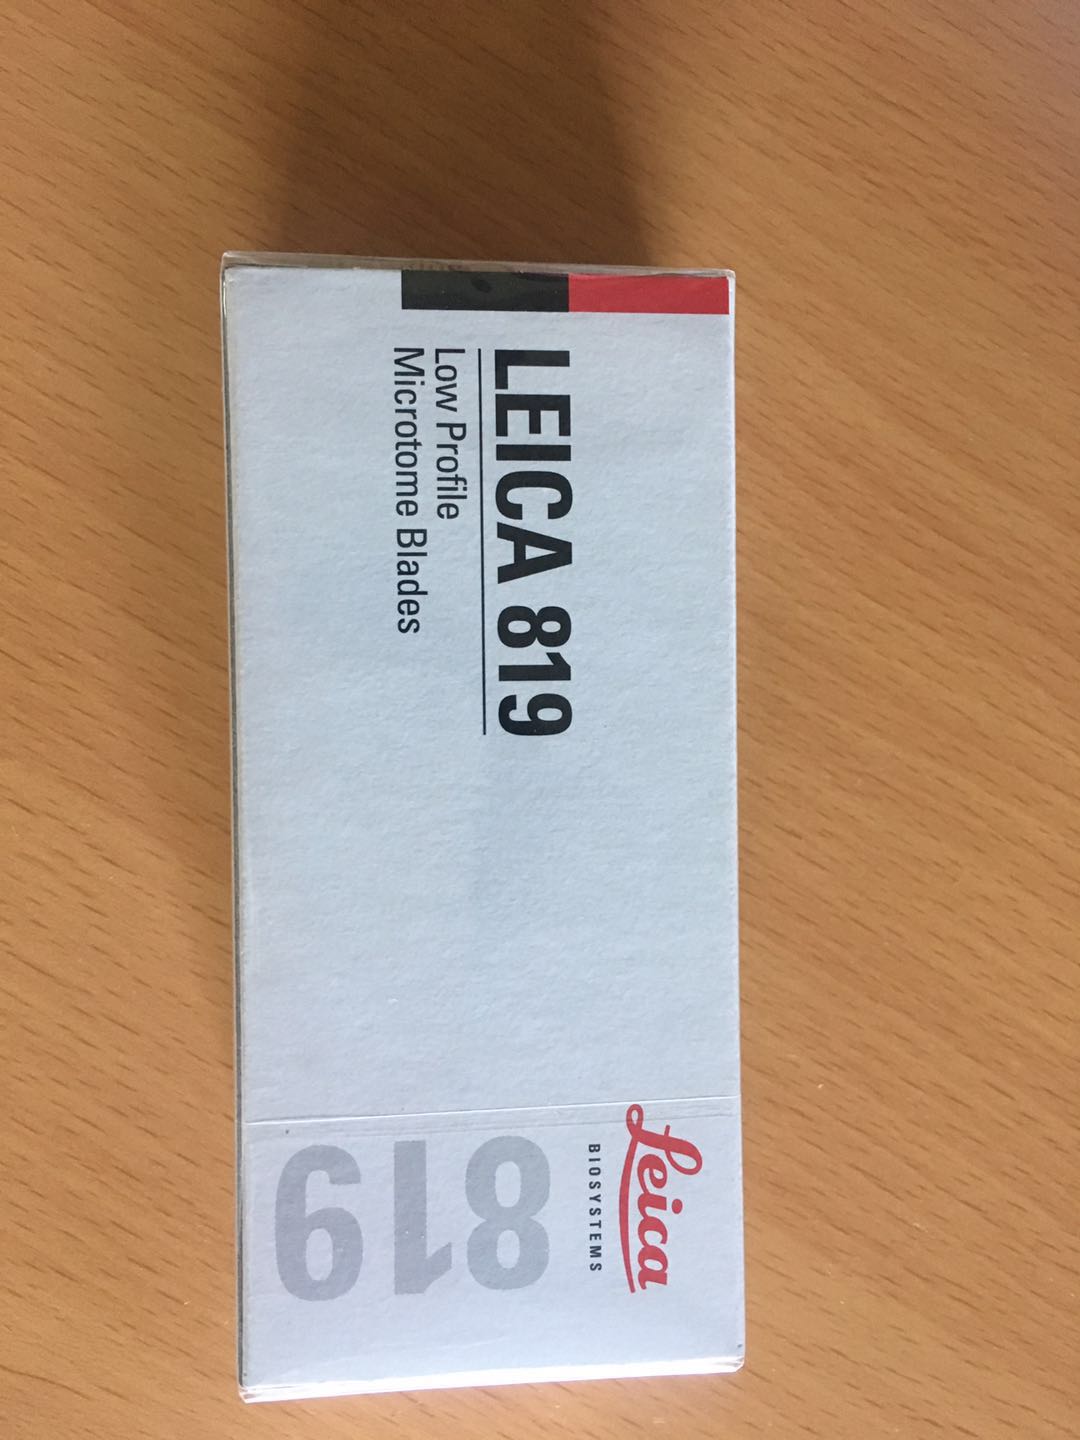 LEICA 819
Low Profile
Microtome Blades
Leica
BIOSYSTEMS
819